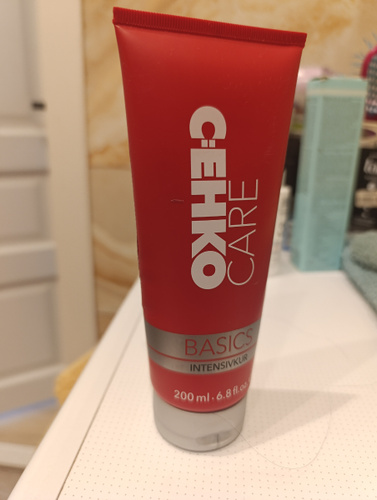 C:EHKO
CARE
BASICS
INTENSIVKUR
200 ml · 6.8 fl.oz.